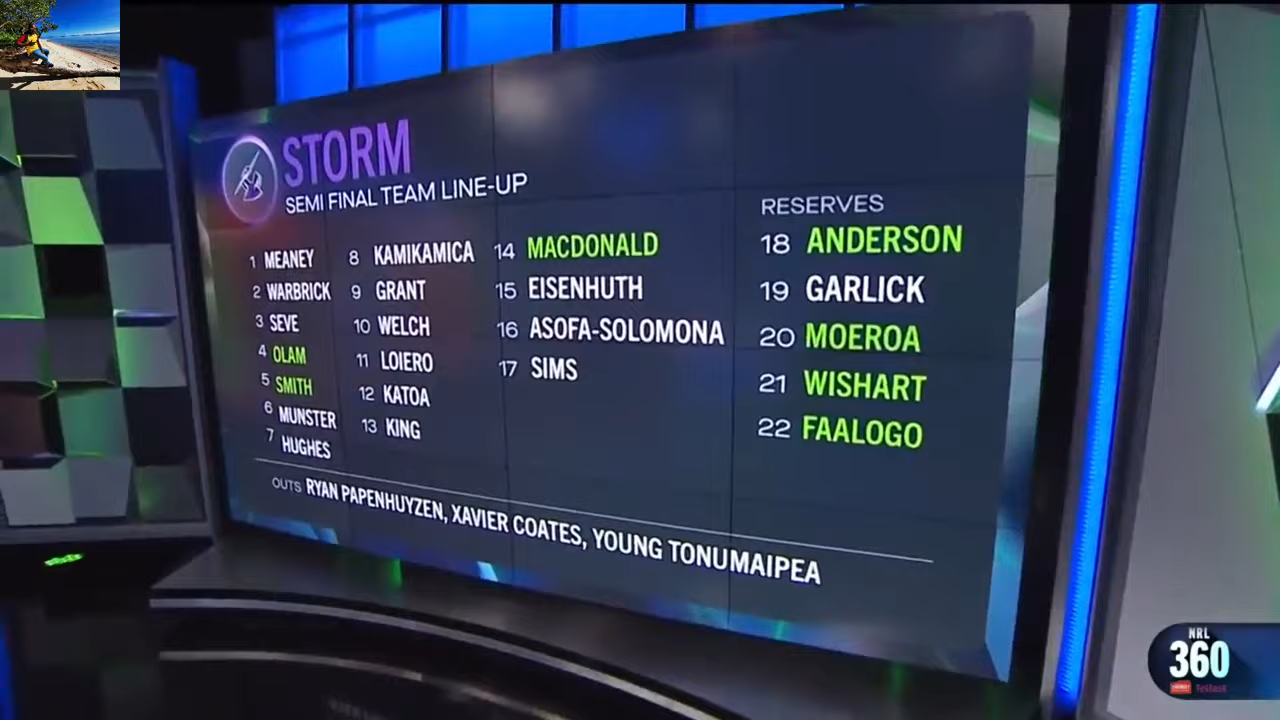 STORM
SEMI FINAL TEAM LINE-UP
1 MEANEY
2 WARBRICK
3 SEVE
4 OLAM
5 SMITH
6 MUNSTER
7 HUGHES
8 KAMIKAMICA
9 GRANT
10 WELCH
11 LOIERO
12 KATOA
13 KING
14 MACDONALD
15 EISENHUTH
16 ASOFA-SOLOMONA
17 SIMS
RESERVES
18 ANDERSON
19 GARLICK
20 MOEROA
21 WISHART
22 FAALOGO
OUTS RYAN PAPENHUYZEN, XAVIER COATES, YOUNG TONUMAIPEA
NRL
360